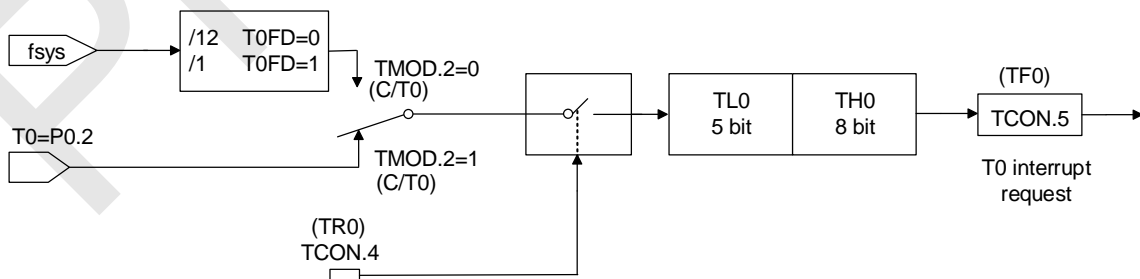 /12 T0FD=0
/1 T0FD=1
fsys
TMOD.2=0
(C/T0)
T0=P0.2
TMOD.2=1
(C/T0)
(TR0)
TCON.4
TL0
5 bit
TH0
8 bit
(TF0)
TCON.5
T0 interrupt
request